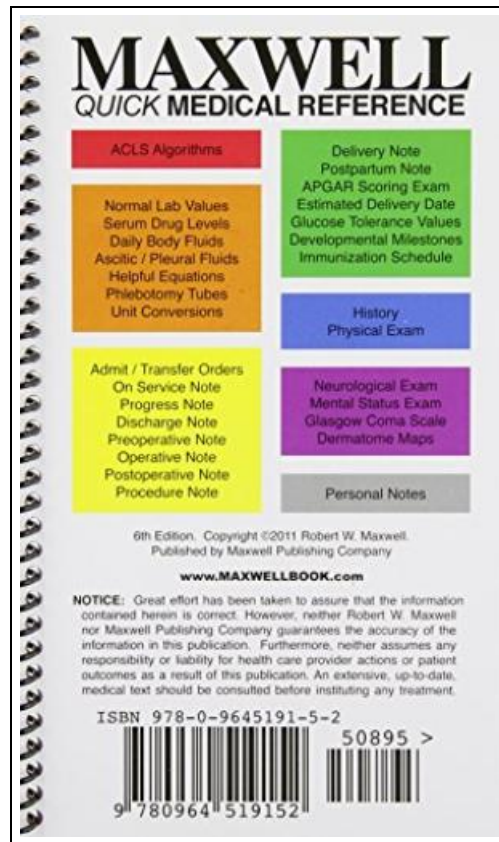 MAXWELL
QUICK MEDICAL REFERENCE
ACLS Algorithms
Normal Lab Values
Serum Drug Levels
Daily Body Fluids
Ascitic / Pleural Fluids
Helpful Equations
Phlebotomy Tubes
Unit Conversions
Admit / Transfer Orders
On Service Note
Progress Note
Discharge Note
Preoperative Note
Operative Note
Postoperative Note
Procedure Note
Delivery Note
Postpartum Note
APGAR Scoring Exam
Estimated Delivery Date
Glucose Tolerance Values
Developmental Milestones
Immunization Schedule
History
Physical Exam
Neurological Exam
Mental Status Exam
Glasgow Coma Scale
Dermatome Maps
Personal Notes
6th Edition. Copyright ©2011 Robert W. Maxwell.
Published by Maxwell Publishing Company
www.MAXWELLBOOK.com
NOTICE: Great effort has been taken to assure that the information
contained herein is correct. However, neither Robert W. Maxwell
nor Maxwell Publishing Company guarantees the accuracy of the
information in this publication. Furthermore, neither assumes any
responsibility or liability for health care provider actions or patient
outcomes as a result of this publication. An extensive, up-to-date,
medical text should be consulted before instituting any treatment.
ISBN 978-0-9645191-5-2
50895 >
9 780964 519152